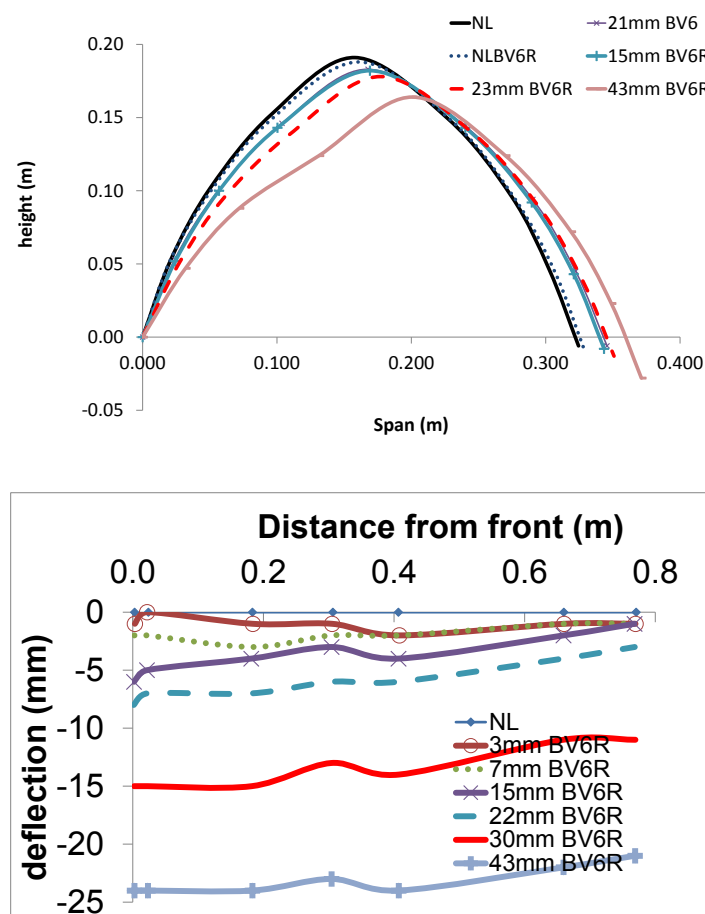 NL 21mm BV6
NLBV6R 15mm BV6R
23mm BV6R 43mm BV6R
0.20
0.15
0.10
0.05
0.00
-0.05
height (m)
0.000 0.100 0.200 0.300 0.400
Span (m)
Distance from front (m)
0.0 0.2 0.4 0.6 0.8
0
-5
-10
-15
-20
-25
deflection (mm)
NL
3mm BV6R
7mm BV6R
15mm BV6R
22mm BV6R
30mm BV6R
43mm BV6R